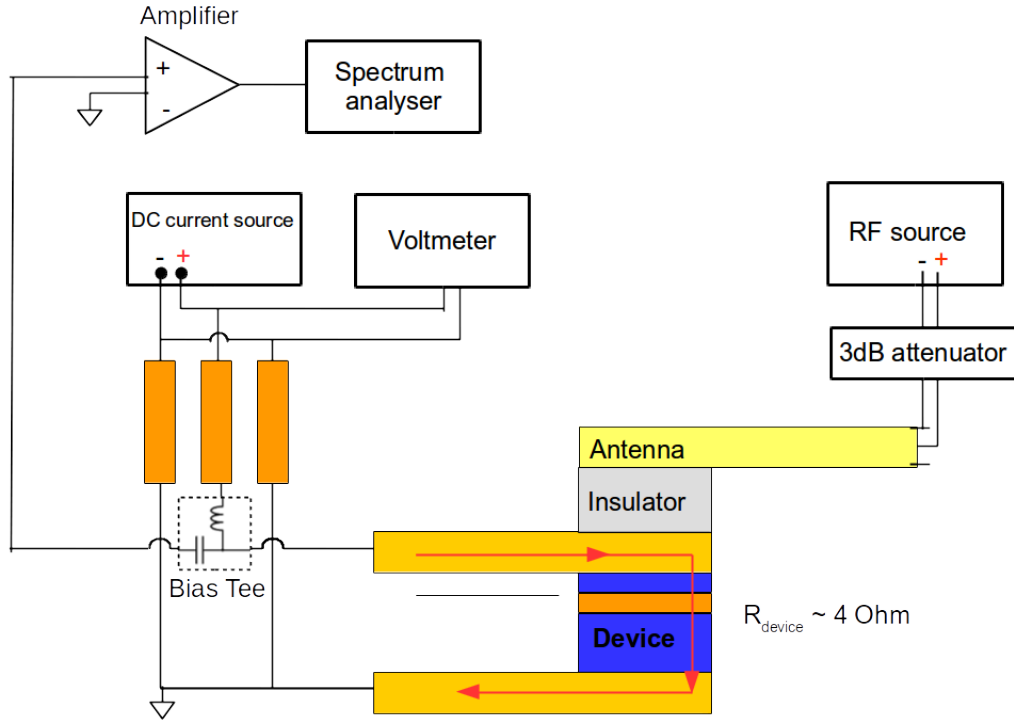 Amplifier
+
-
Spectrum
analyser
DC current source
- +
Voltmeter
RF source
- +
3dB attenuator
Antenna
Insulator
Bias Tee
Device
R_device ~ 4 Ohm